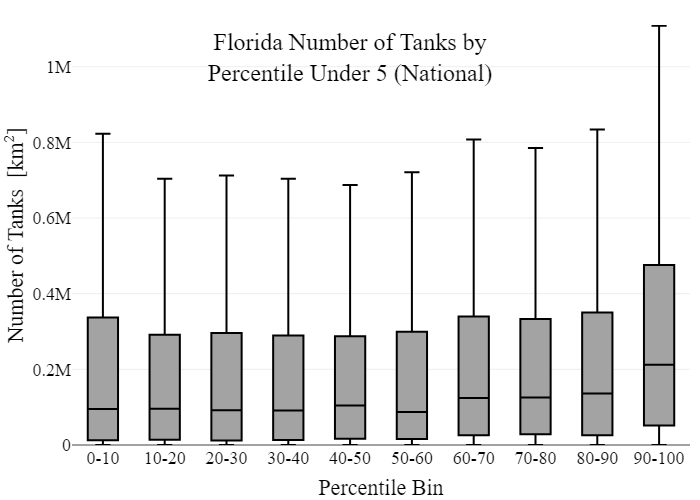 Florida Number of Tanks by
Percentile Under 5 (National)
Number of Tanks [km²]
1M
0.8M
0.6M
0.4M
0.2M
0
0-10 10-20 20-30 30-40 40-50 50-60 60-70 70-80 80-90 90-100
Percentile Bin